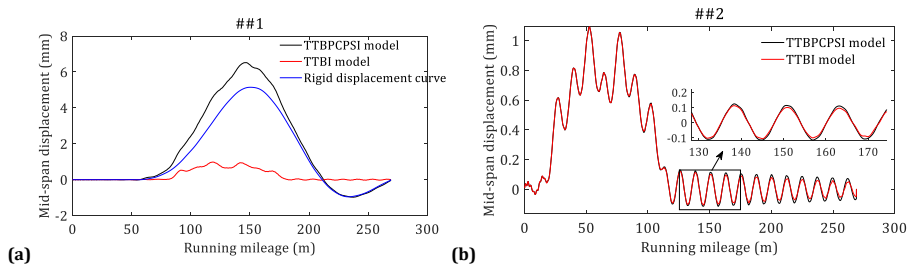 ##1
8
6
4
2
0
-2
Mid-span displacement (mm)
TTBPCPSI model
TTBI model
Rigid displacement curve
0 50 100 150 200 250 300
Running mileage (m)
(a)
##2
1
0.8
0.6
0.4
0.2
0
Mid-span displacement (mm)
TTBPCPSI model
TTBI model
0.2
0.1
0
-0.1
130 140 150 160 170
0 50 100 150 200 250 300
Running mileage (m)
(b)